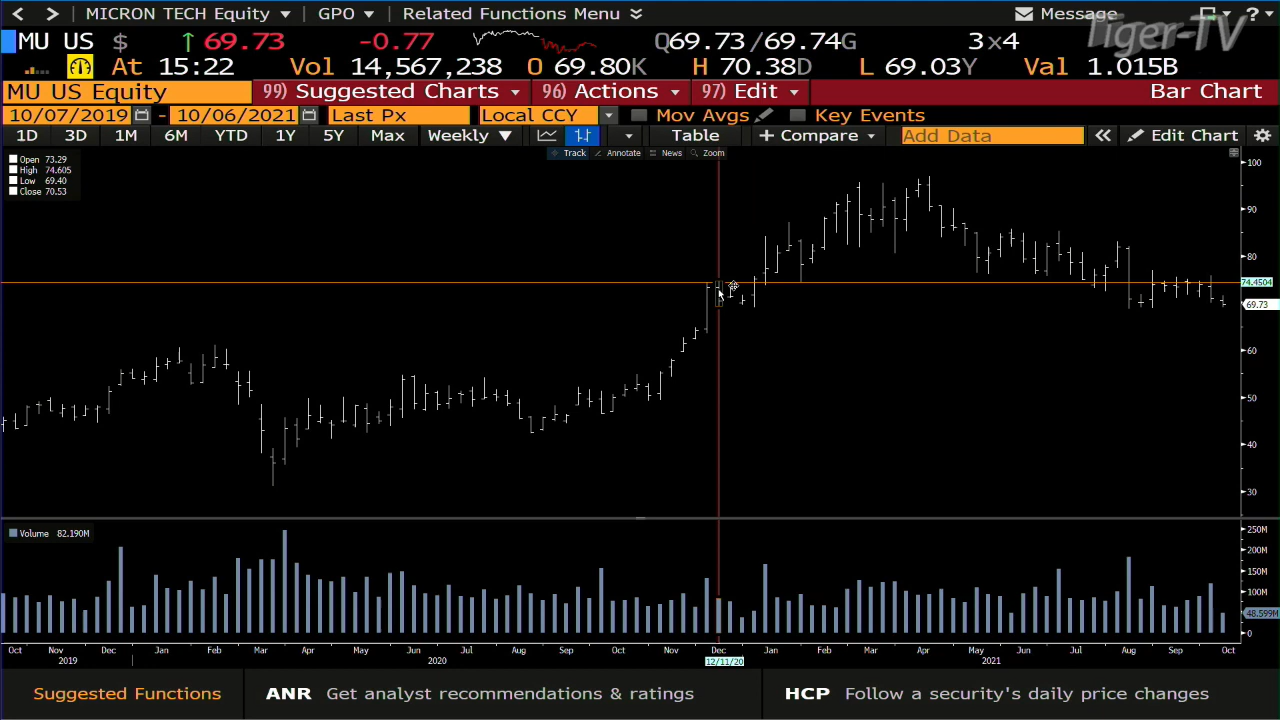 < > MICRON TECH Equity GPO Related Functions Menu Message ?
Tiger-TV
MU US $ ↑ 69.73 -0.77 Q69.73/69.74G 3x4
At 15:22 Vol 14,567,238 O 69.80K H 70.38D L 69.03Y Val 1.015B
MU US Equity 99) Suggested Charts 96) Actions 97) Edit Bar Chart
10/07/2019 - 10/06/2021 Last Px Local CCY Mov Avgs Key Events
1D 3D 1M 6M YTD 1Y 5Y Max Weekly ▼ Table + Compare Add Data « Edit Chart
Track Annotate News Zoom
Open 73.29
High 74.605
Low 69.40
Close 70.53
100
90
80
74.4504
69.73
60
50
40
30
Volume 82.190M
250M
200M
150M
100M
48.599M
0
Oct Nov Dec Jan Feb Mar Apr May Jun Jul Aug Sep Oct Nov Dec Jan Feb Mar Apr May Jun Jul Aug Sep Oct
2019 2020 12/11/20 2021
Suggested Functions ANR Get analyst recommendations & ratings HCP Follow a security's daily price changes